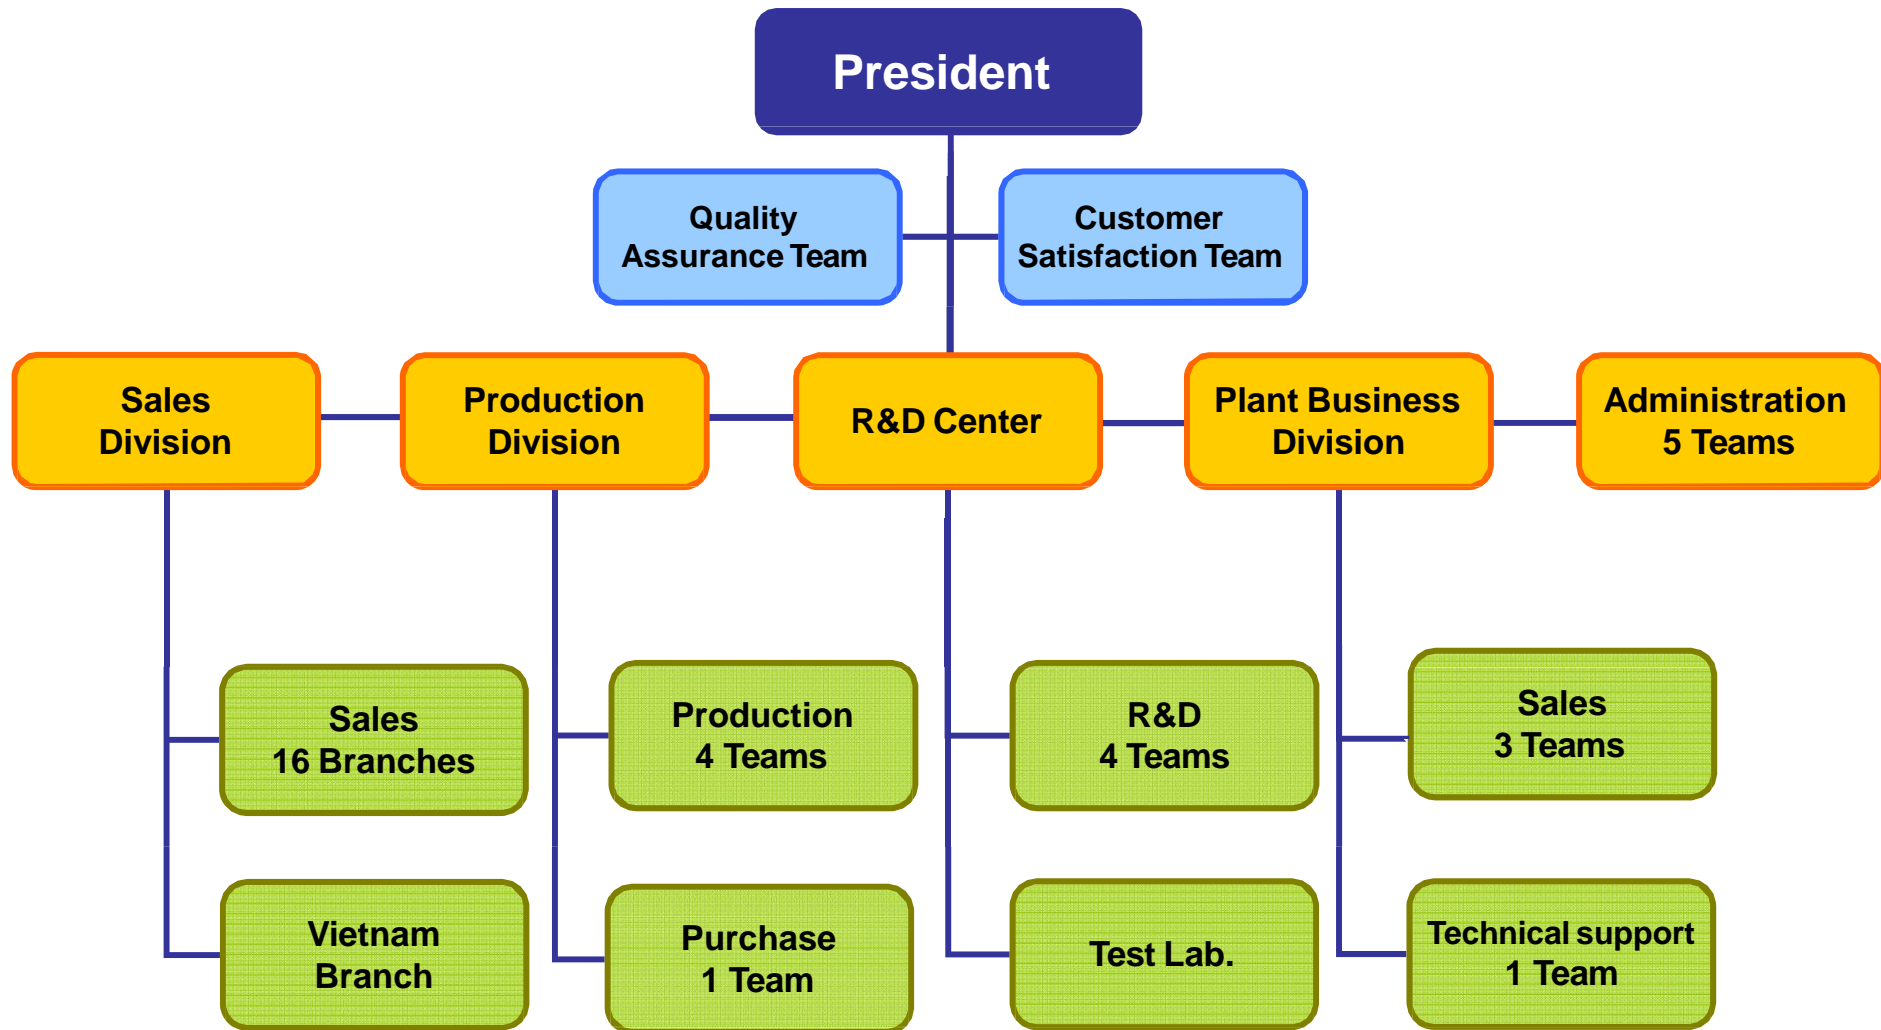 President
Quality
Assurance Team
Customer
Satisfaction Team
Sales
Division
Production
Division
R&D Center
Plant Business
Division
Administration
5 Teams
Sales
16 Branches
Production
4 Teams
R&D
4 Teams
Sales
3 Teams
Vietnam
Branch
Purchase
1 Team
Test Lab.
Technical support
1 Team